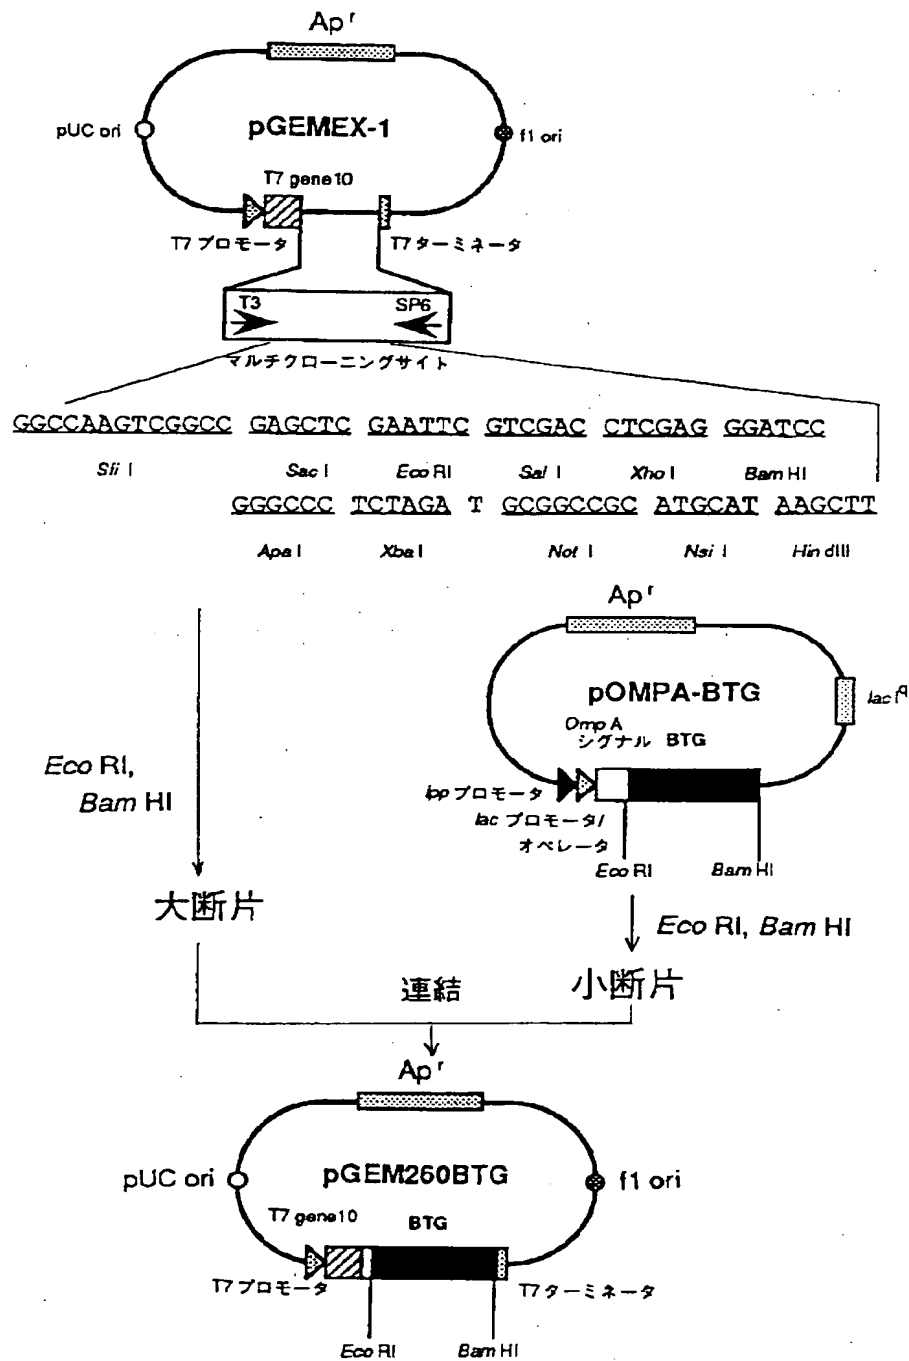 Ap r
pGEMEX-1
pUC ori
f1 ori
T7 gene10
T7 プロモータ
T7 ターミネータ
T3
SP6
マルチクローニングサイト
GGCCAAGTCGGCC GAGCTC GAATTC GTCGAC CTCGAG GGATCC
Sfi I Sac I Eco RI Sal I Xho I Bam HI
GGGCCC TCTAGA T GCGGCCGC ATGCAT AAGCTT
Apa I Xba I Not I Nsi I Hin dIII
Ap r
pOMPA-BTG
lac I q
Omp A
シグナル BTG
Eco RI,
Bam HI
lpp プロモータ
lac プロモータ/
オペレータ
Eco RI Bam HI
大断片
Eco RI, Bam HI
連結
小断片
Ap r
pGEM260BTG
pUC ori
f1 ori
T7 gene10
BTG
T7 プロモータ
T7 ターミネータ
Eco RI Bam HI